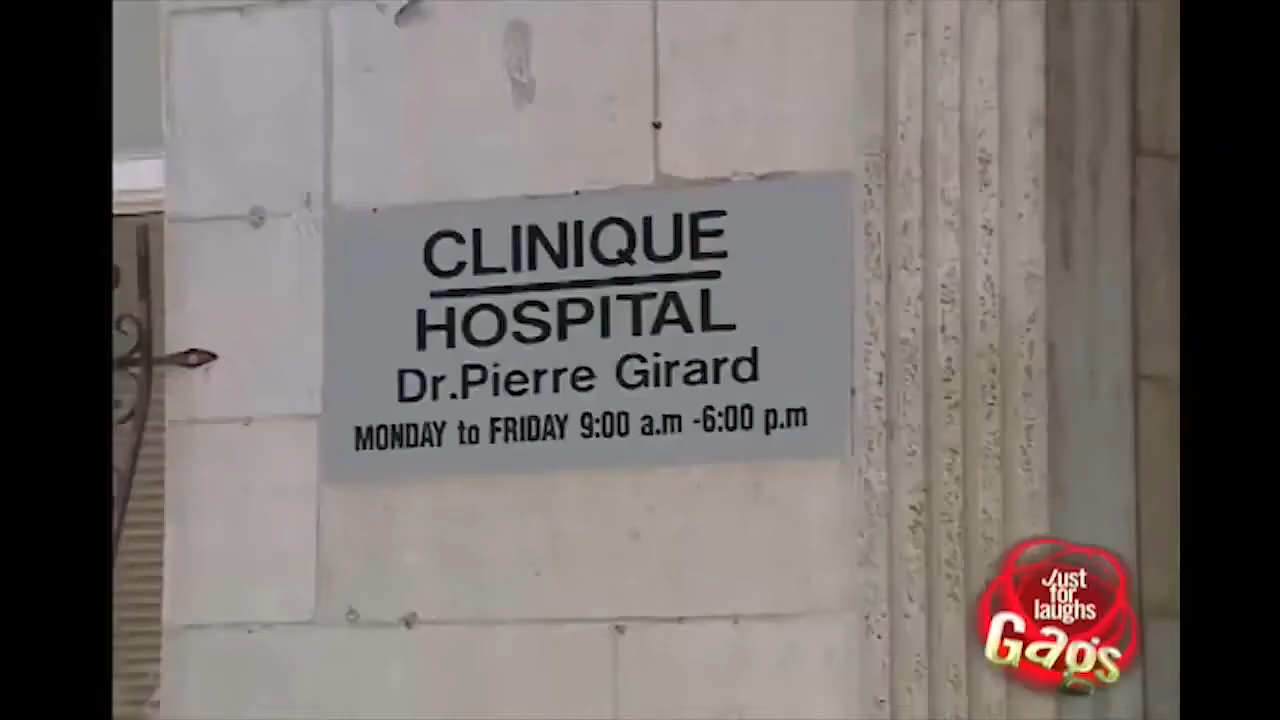 CLINIQUE
HOSPITAL
Dr.Pierre Girard
MONDAY to FRIDAY 9:00 a.m -6:00 p.m
Just
for
laughs
Gags